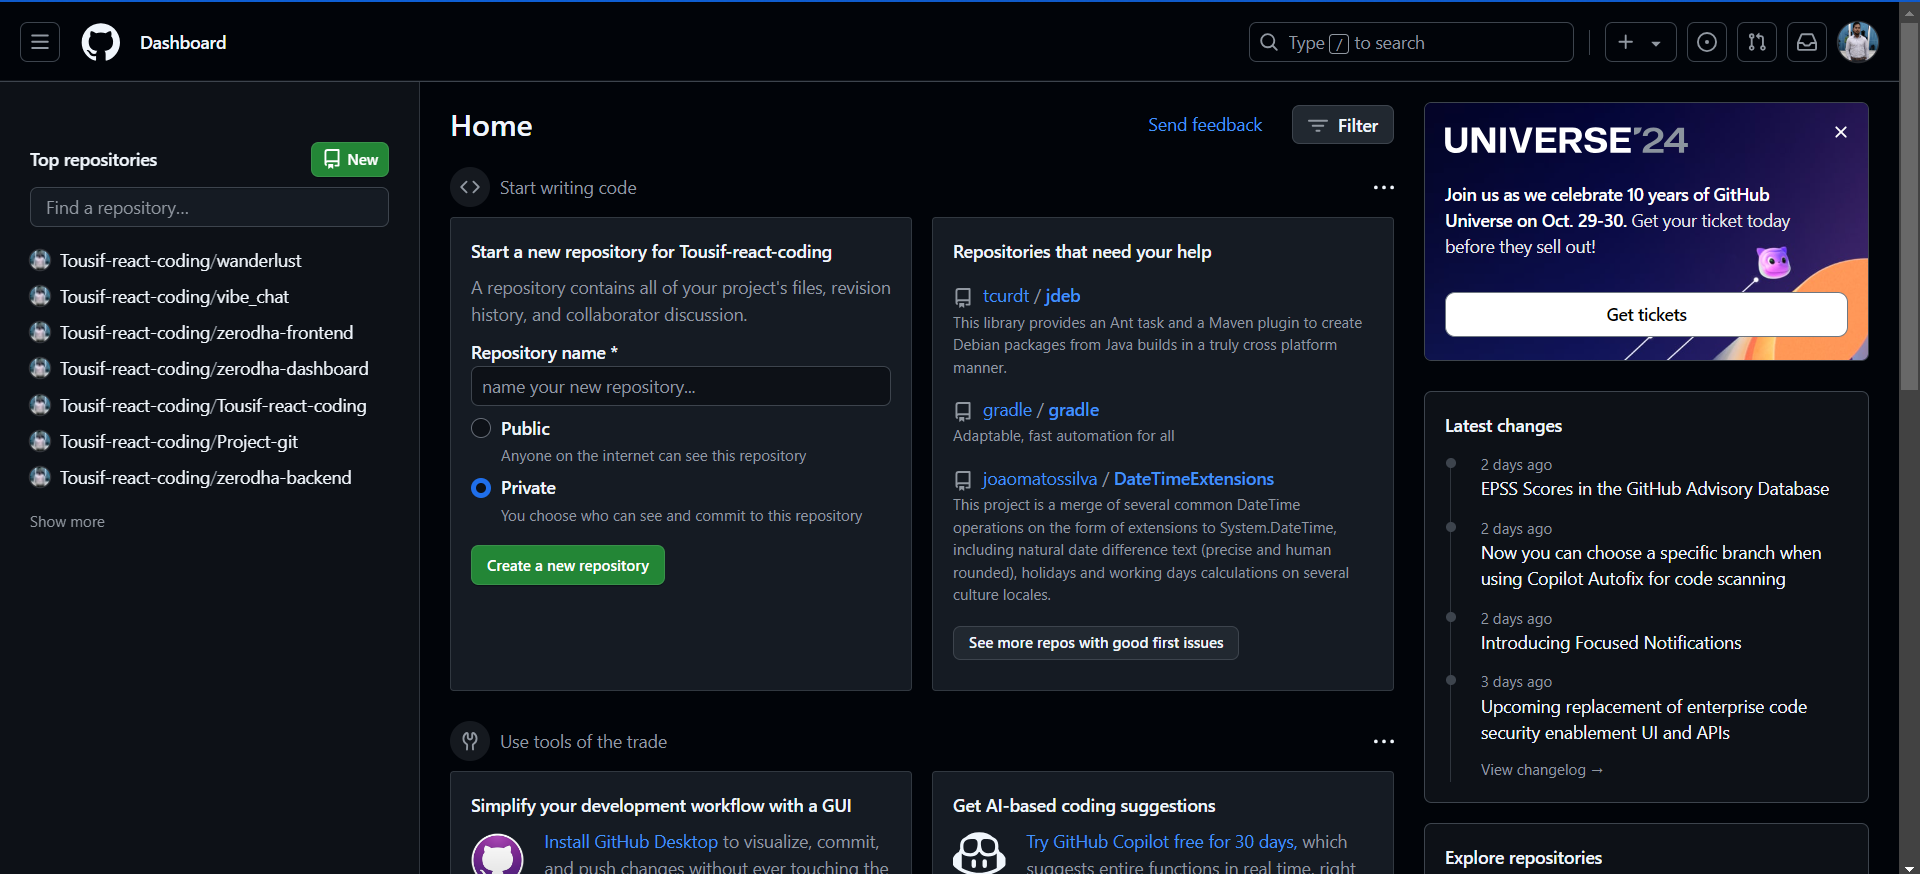 Dashboard
Type / to search
Top repositories
New
Find a repository...
Tousif-react-coding/wanderlust
Tousif-react-coding/vibe_chat
Tousif-react-coding/zerodha-frontend
Tousif-react-coding/zerodha-dashboard
Tousif-react-coding/Tousif-react-coding
Tousif-react-coding/Project-git
Tousif-react-coding/zerodha-backend
Show more
Home
Send feedback
Filter
Start writing code
Start a new repository for Tousif-react-coding
A repository contains all of your project's files, revision
history, and collaborator discussion.
Repository name *
name your new repository...
Public
Anyone on the internet can see this repository
Private
You choose who can see and commit to this repository
Create a new repository
Repositories that need your help
tcurdt / jdeb
This library provides an Ant task and a Maven plugin to create
Debian packages from Java builds in a truly cross platform
manner.
gradle / gradle
Adaptable, fast automation for all
joaomatossilva / DateTimeExtensions
This project is a merge of several common DateTime
operations on the form of extensions to System.DateTime,
including natural date difference text (precise and human
rounded), holidays and working days calculations on several
culture locales.
See more repos with good first issues
Use tools of the trade
Simplify your development workflow with a GUI
Install GitHub Desktop to visualize, commit,
and push changes without ever touching the
Get AI-based coding suggestions
Try GitHub Copilot free for 30 days, which
suggests entire functions in real time, right
UNIVERSE'24
Join us as we celebrate 10 years of GitHub
Universe on Oct. 29-30. Get your ticket today
before they sell out!
Get tickets
Latest changes
2 days ago
EPSS Scores in the GitHub Advisory Database
2 days ago
Now you can choose a specific branch when
using Copilot Autofix for code scanning
2 days ago
Introducing Focused Notifications
3 days ago
Upcoming replacement of enterprise code
security enablement UI and APIs
View changelog →
Explore repositories